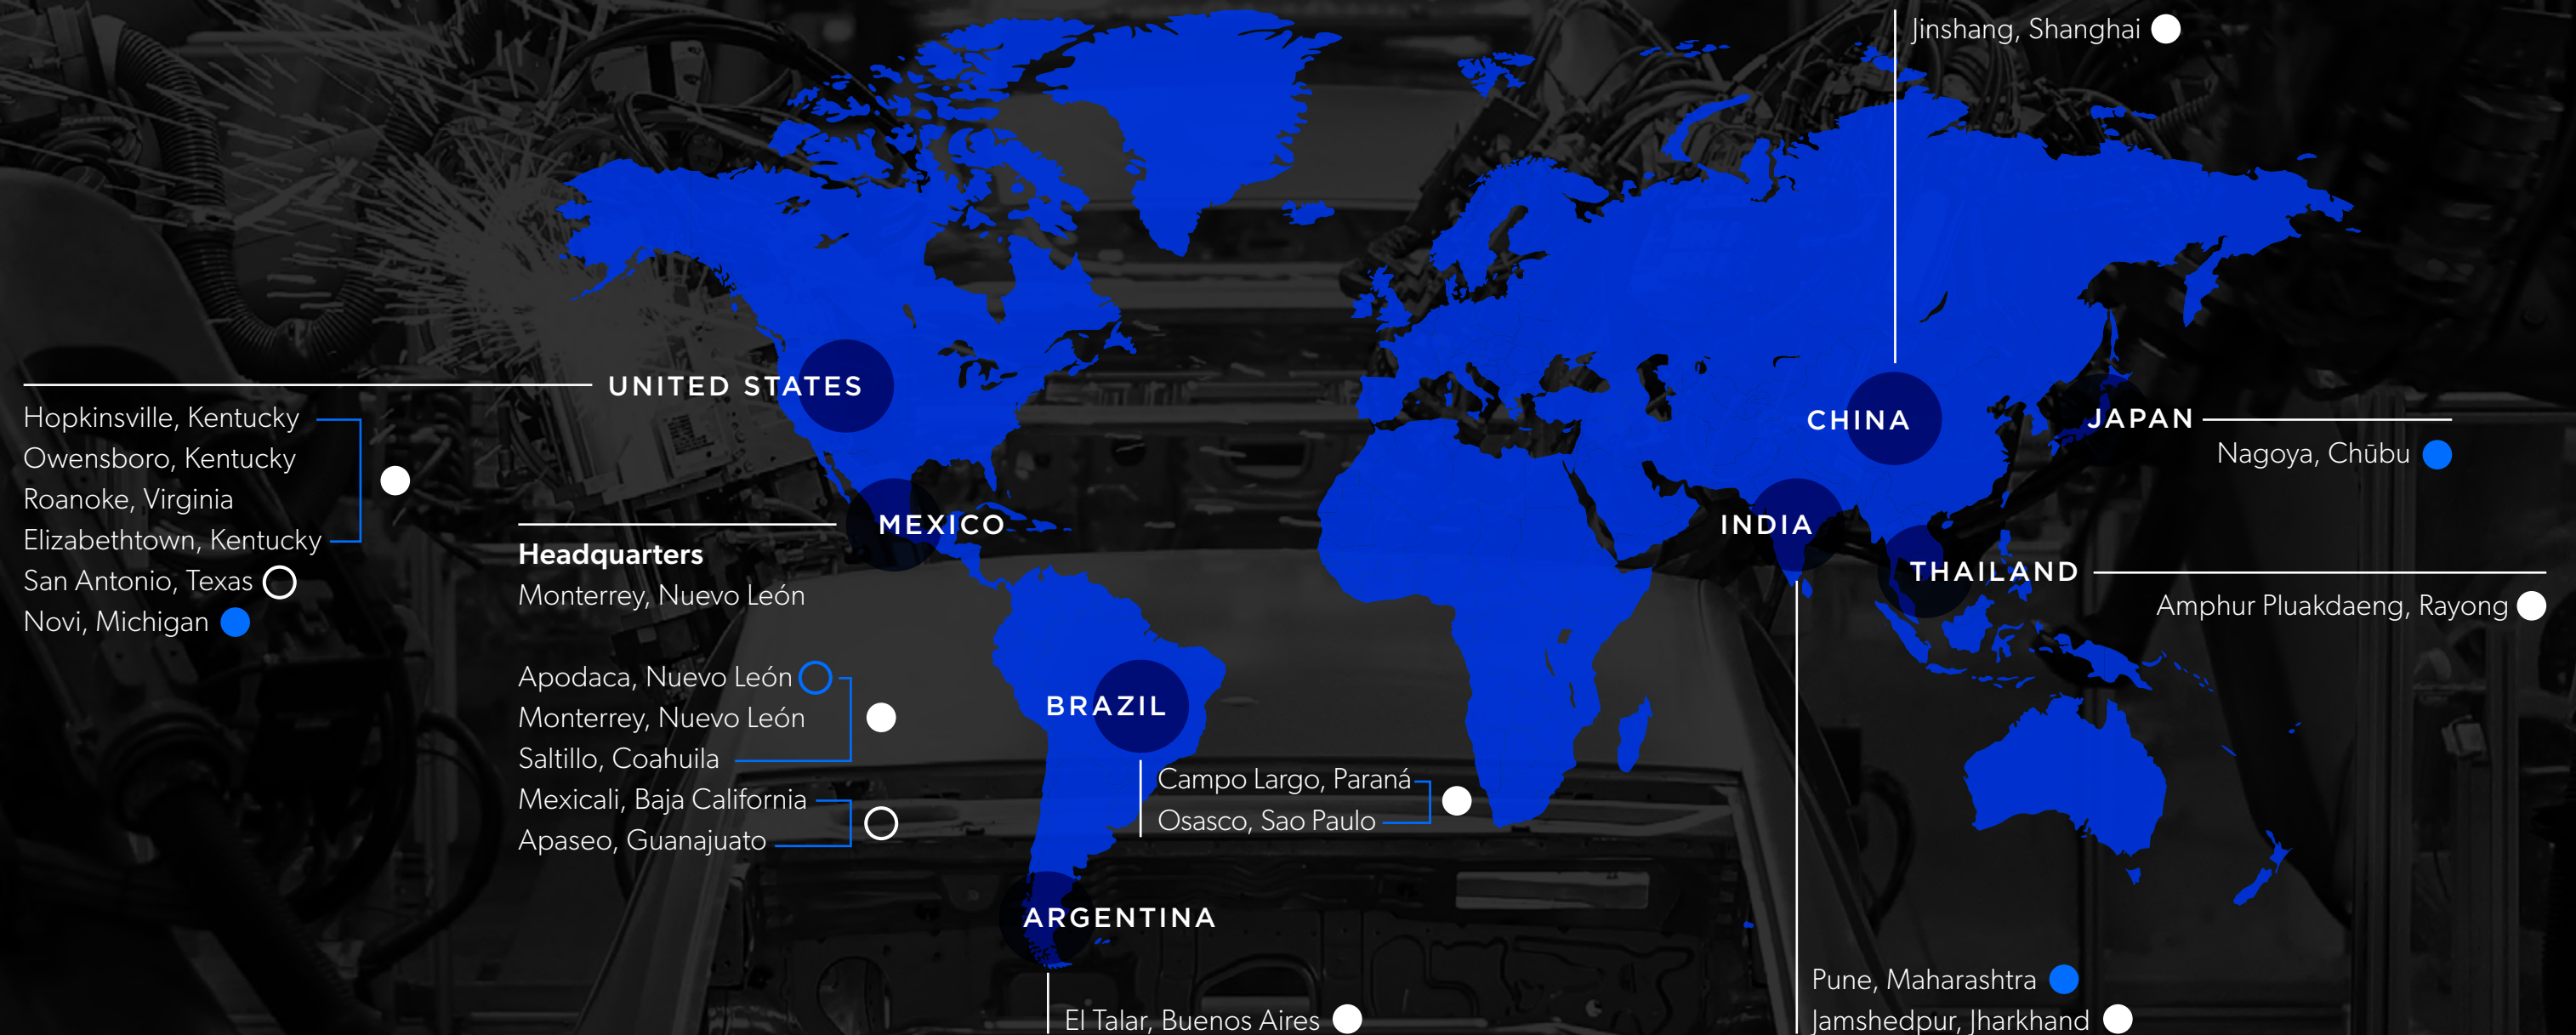 Jinshang, Shanghai
UNITED STATES
Hopkinsville, Kentucky
Owensboro, Kentucky
Roanoke, Virginia
Elizabethtown, Kentucky
San Antonio, Texas
Novi, Michigan
MEXICO
Headquarters
Monterrey, Nuevo León
Apodaca, Nuevo León
Monterrey, Nuevo León
Saltillo, Coahuila
Mexicali, Baja California
Apaseo, Guanajuato
BRAZIL
Campo Largo, Paraná
Osasco, Sao Paulo
ARGENTINA
El Talar, Buenos Aires
CHINA
JAPAN
Nagoya, Chūbu
INDIA
THAILAND
Amphur Pluakdaeng, Rayong
Pune, Maharashtra
Jamshedpur, Jharkhand